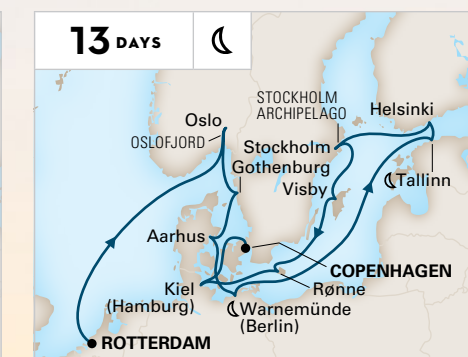 13 DAYS
STOCKHOLM
ARCHIPELAGO
Helsinki
Oslo
OSLOFJORD
Stockholm
Gothenburg
Visby
Tallinn
Aarhus
COPENHAGEN
Kiel
(Hamburg)
Rønne
Warnemünde
(Berlin)
ROTTERDAM